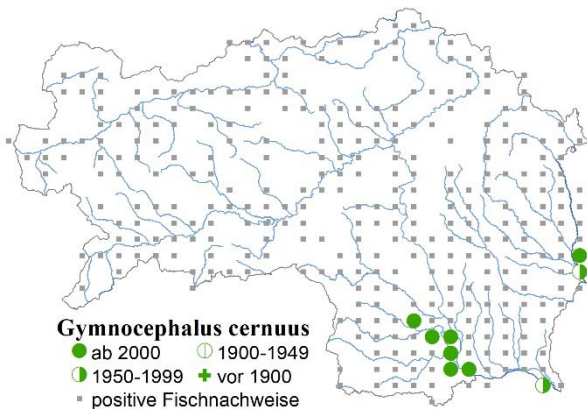 Gymnocephalus cernuus
ab 2000 1900-1949
1950-1999 vor 1900
positive Fischnachweise